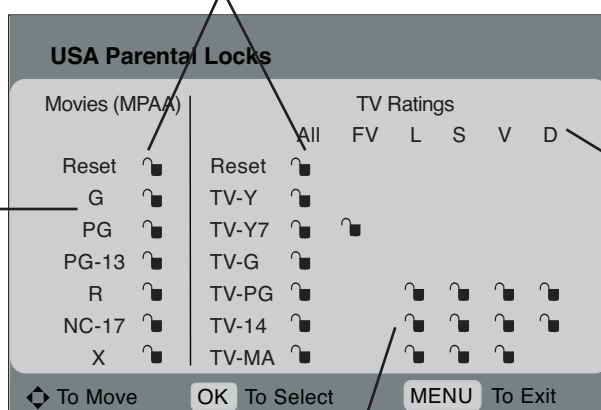 USA Parental Locks
Movies (MPAA) TV Ratings
All FV L S V D
Reset Reset
G TV-Y
PG TV-Y7
PG-13 TV-G
R TV-PG
NC-17 TV-14
X TV-MA
To Move OK To Select MENU To Exit